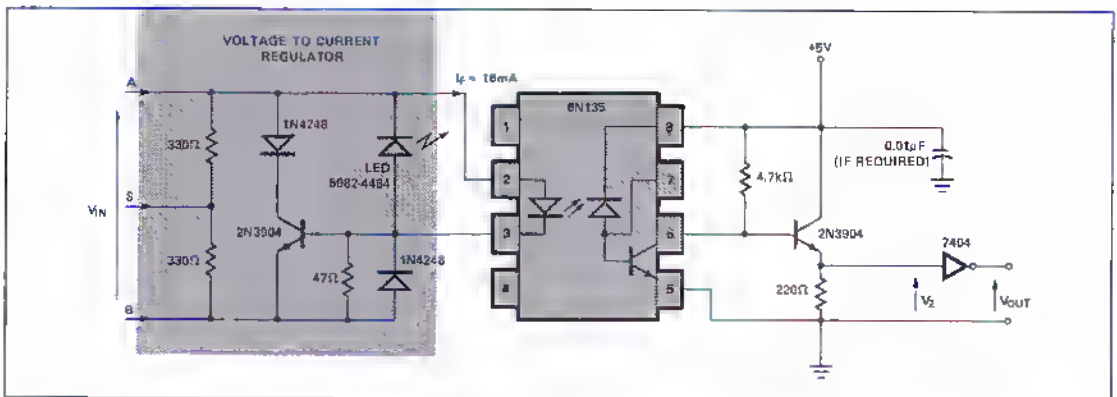 VOLTAGE TO CURRENT
REGULATOR
A
IF = 16mA
+5V
6N135
330Ω
1N4248
LED
5082-4484
1
2
3
4
8
7
6
5
4.7kΩ
0.01μF
(IF REQUIRED)
VIN
S
2N3904
330Ω
47Ω
1N4248
2N3904
7404
220Ω
V2
VOUT
B